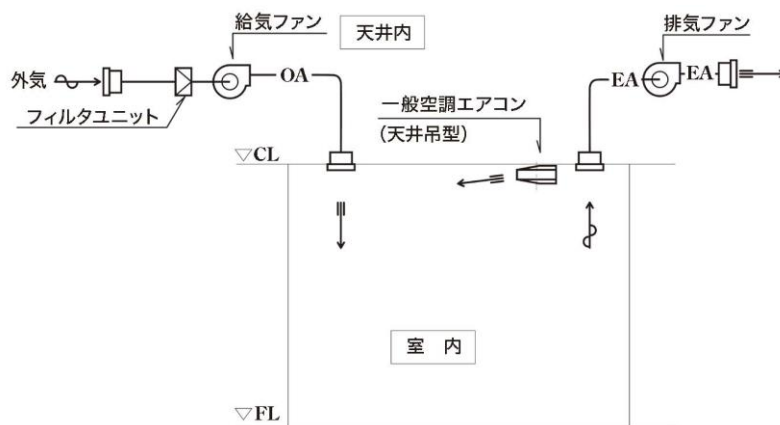 給気ファン
天井内
排気ファン
外気
OA
EA
EA
フィルタユニット
一般空調エアコン
(天井吊型)
▽CL
室 内
▽FL